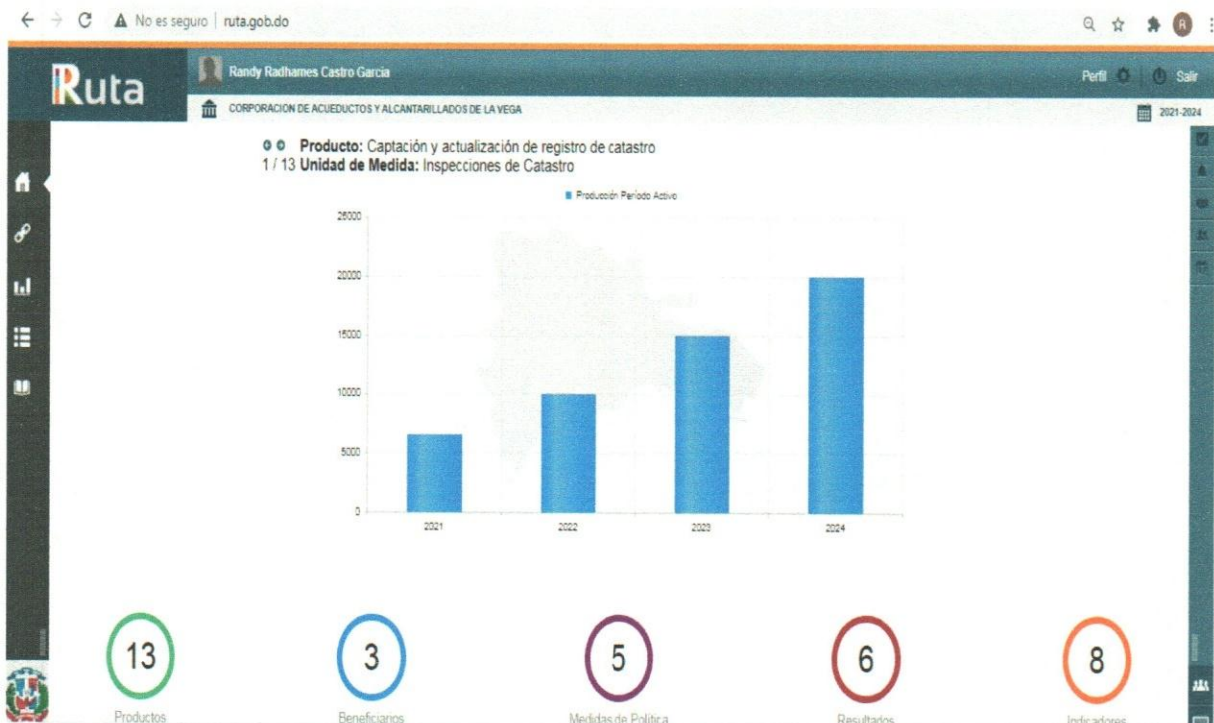 No es seguro | ruta.gob.do
R
Ruta
Randy Radhames Castro Garcia
Perfil
Salir
CORPORACION DE ACUEDUCTOS Y ALCANTARILLADOS DE LA VEGA
2021-2024
Producto: Captación y actualización de registro de catastro
1 / 13 Unidad de Medida: Inspecciones de Catastro
Producción Período Activo
25000
20000
15000
10000
5000
0
2021
2022
2023
2024
13
3
5
6
8
Productos
Beneficiarios
Medidas de Política
Resultados
Indicadores